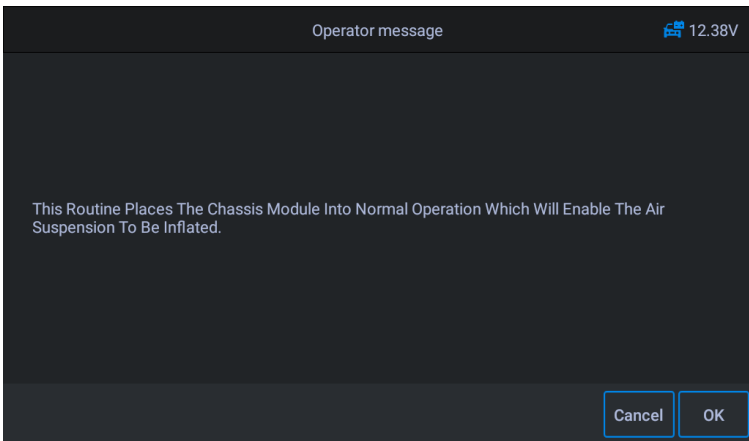 Operator message
12.38V
This Routine Places The Chassis Module Into Normal Operation Which Will Enable The Air
Suspension To Be Inflated.
Cancel
OK